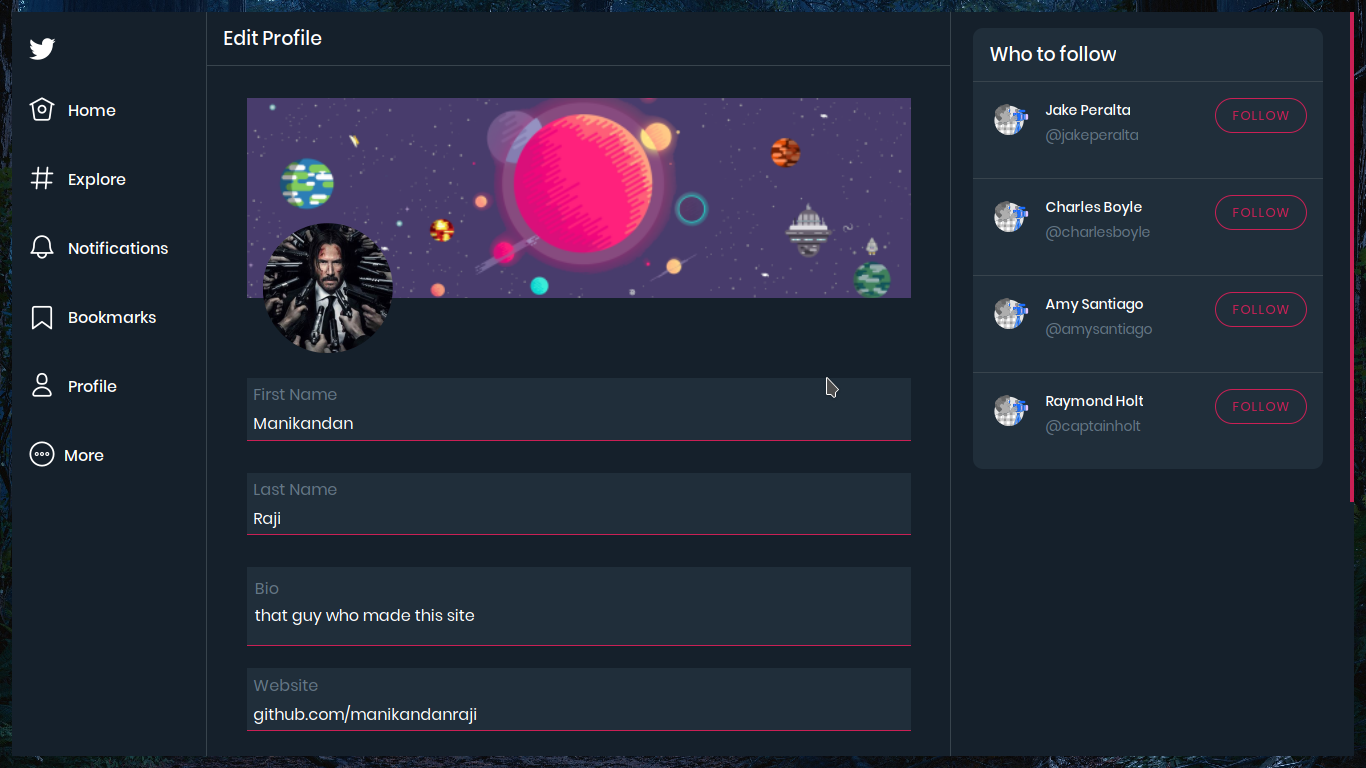 Edit Profile
Home
Explore
Notifications
Bookmarks
Profile
More
First Name
Manikandan
Last Name
Raji
Bio
that guy who made this site
Website
github.com/manikandanraji
Who to follow
Jake Peralta
@jakeperalta
FOLLOW
Charles Boyle
@charlesboyle
FOLLOW
Amy Santiago
@amysantiago
FOLLOW
Raymond Holt
@captainholt
FOLLOW